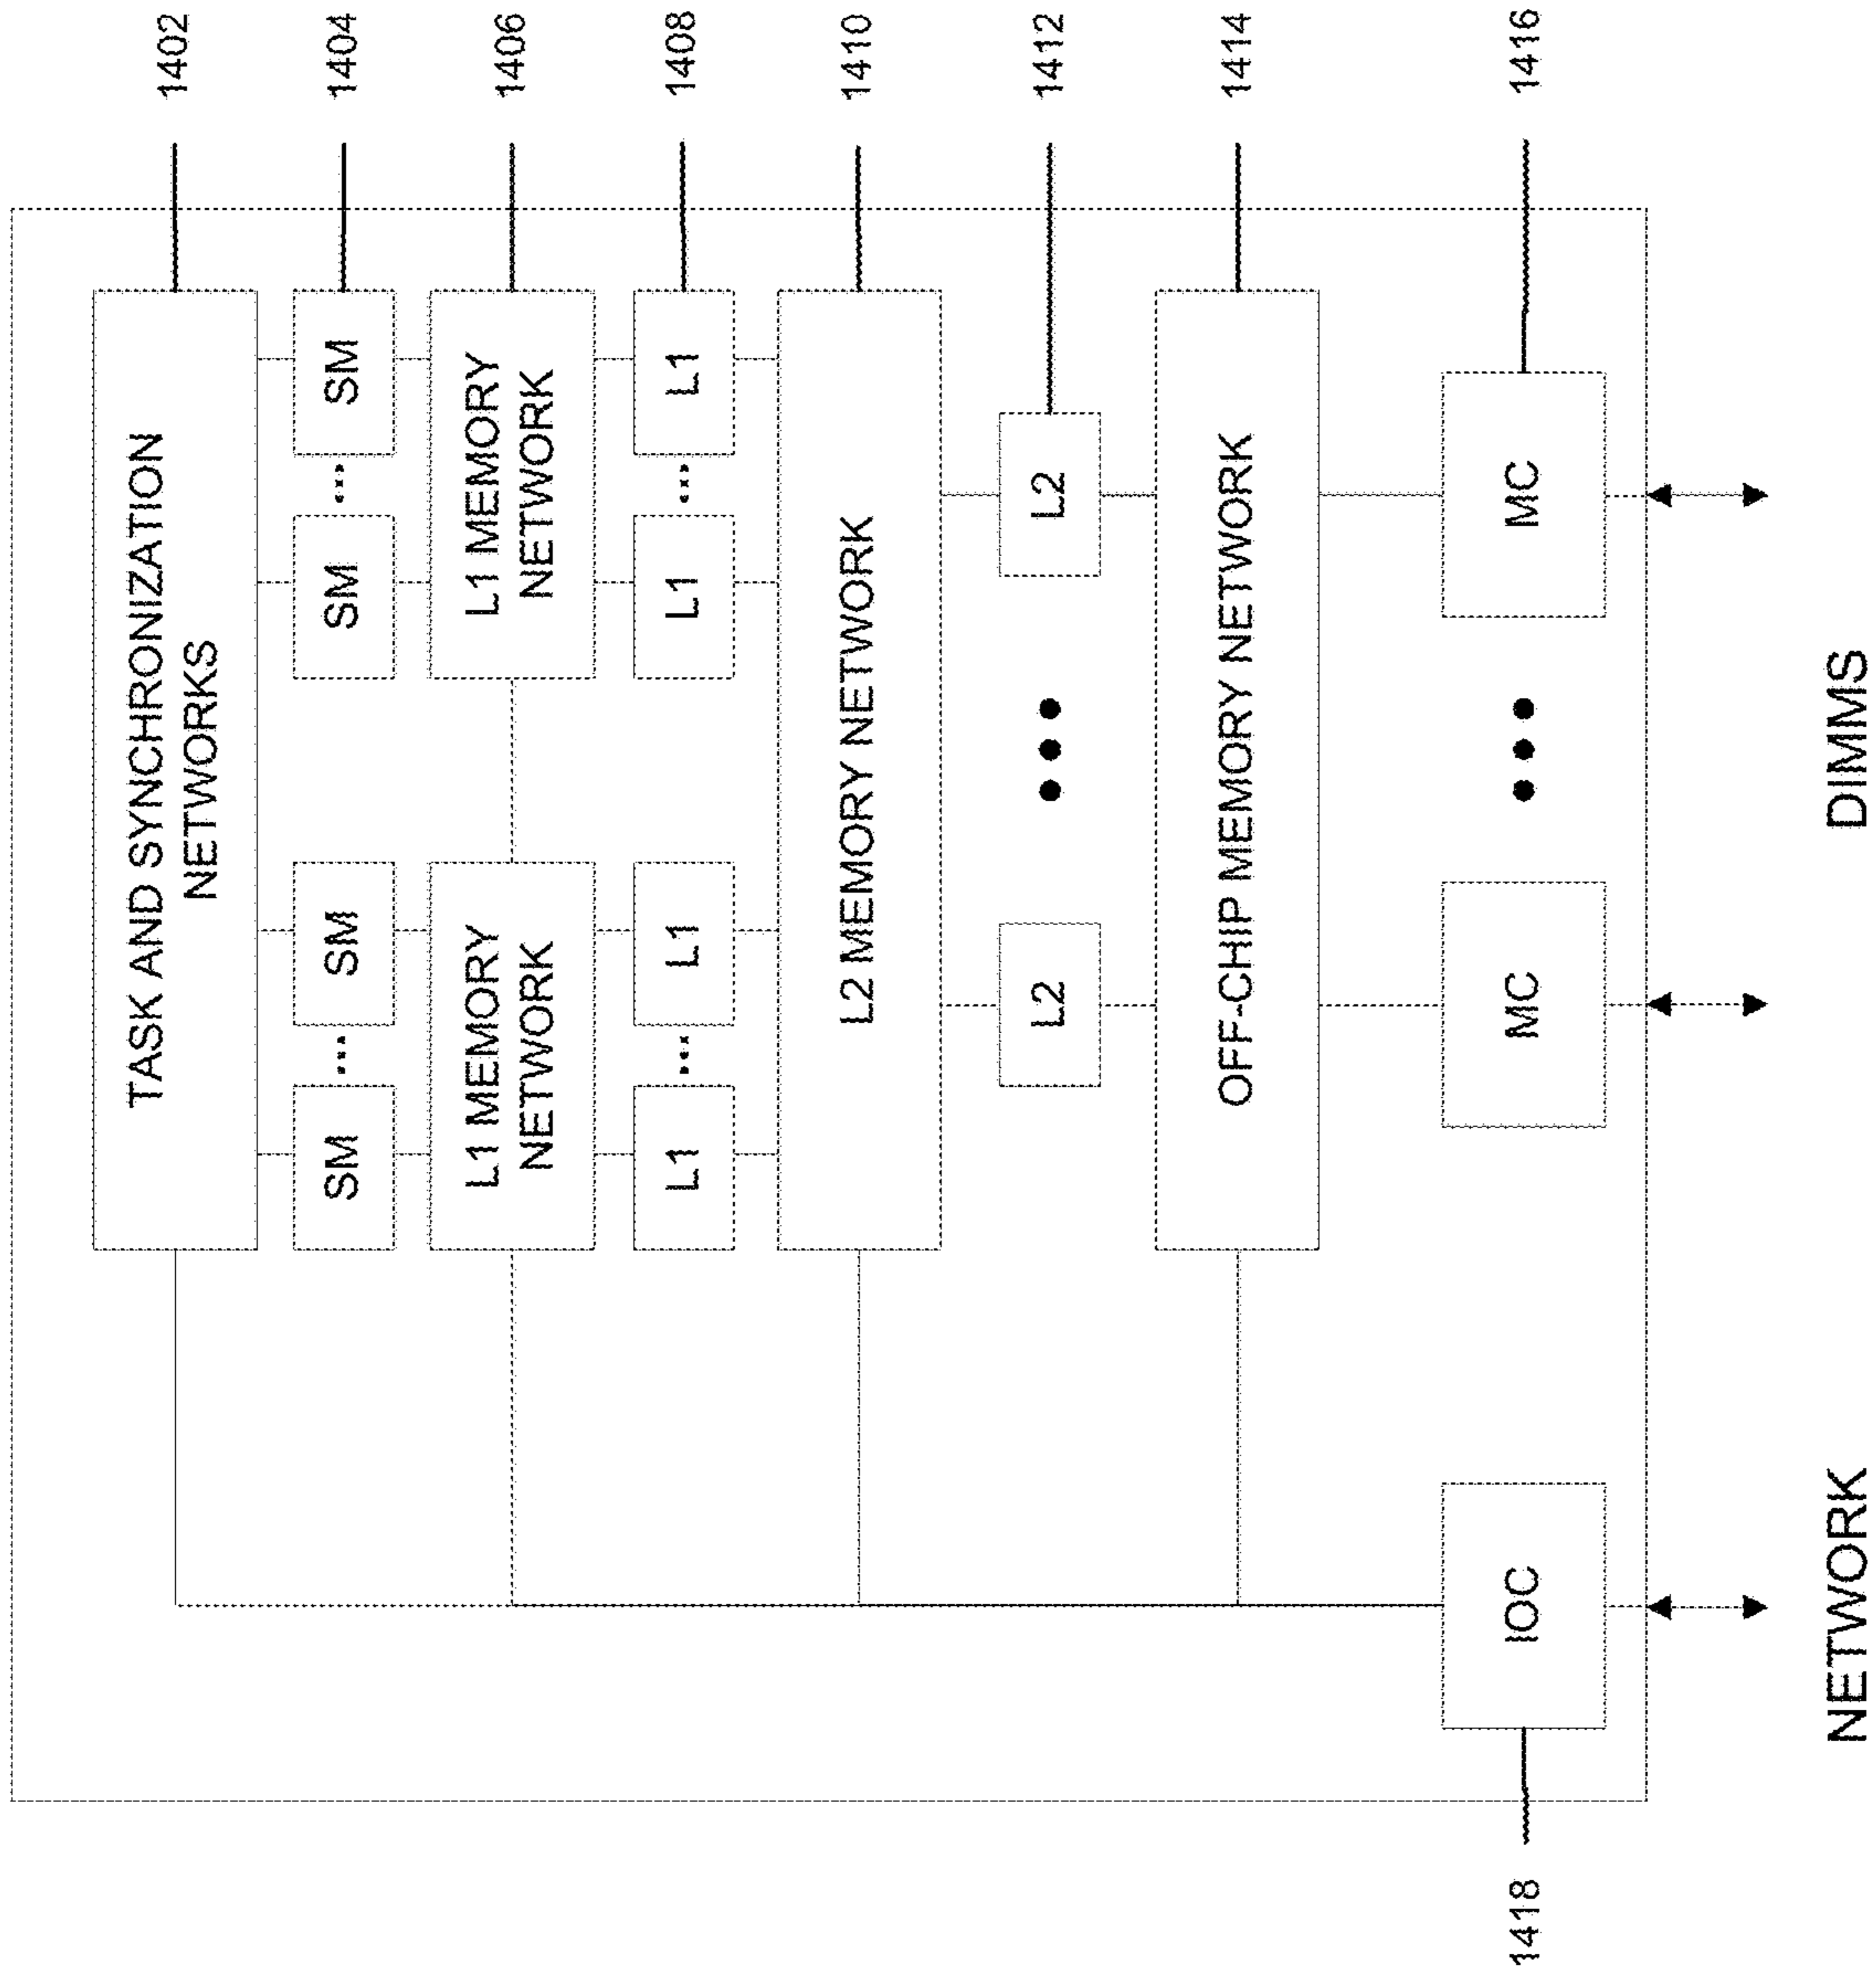 TASK AND SYNCHRONIZATION
NETWORKS
1402
SM ... SM
SM ... SM
1404
L1 MEMORY
NETWORK
L1 MEMORY
NETWORK
1406
L1 ... L1
L1 ... L1
1408
L2 MEMORY NETWORK
1410
L2
L2
1412
OFF-CHIP MEMORY NETWORK
1414
1418
IOC
MC
MC
1416
NETWORK
DIMMS